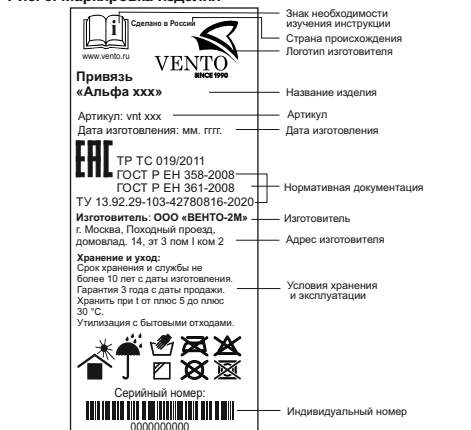 Сделано в России
www.vento.ru
VENTO
SINCE 1990
Привязь
«Альфа xxx»
Артикул: vnt xxx
Дата изготовления: мм. гггг.
ЕАС
ТР ТС 019/2011
ГОСТ Р ЕН 358-2008
ГОСТ Р ЕН 361-2008
ТУ 13.92.29-103-42780816-2020
Изготовитель: ООО «ВЕНТО-2М»
г. Москва, Походный проезд,
домовлад. 14, эт 3 пом I ком 2
Хранение и уход:
Срок хранения и службы не
более 10 лет с даты изготовления.
Гарантия 3 года с даты продажи.
Хранить при t от плюс 5 до плюс
30 °С.
Утилизация с бытовыми отходами.
Серийный номер:
0000000000
Знак необходимости
изучения инструкции
Страна происхождения
Логотип изготовителя
Название изделия
Артикул
Дата изготовления
Нормативная документация
Изготовитель
Адрес изготовителя
Условия хранения
и эксплуатации
Индивидуальный номер